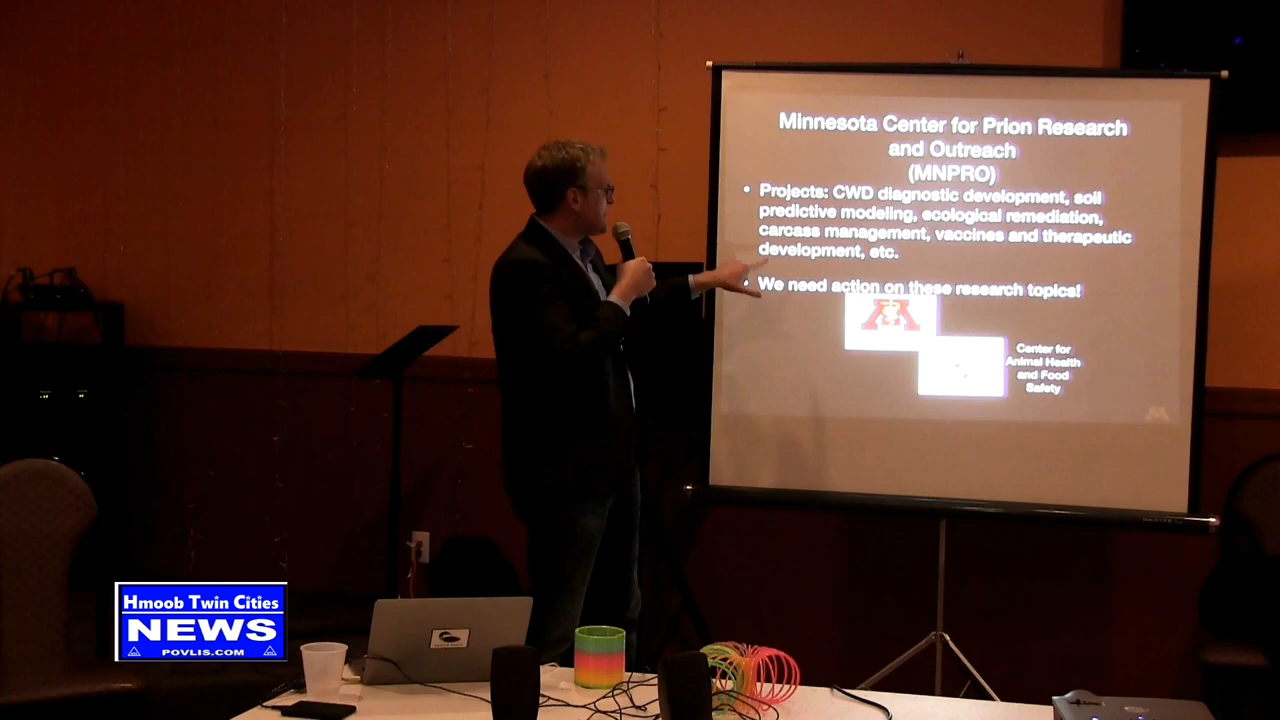 Minnesota Center for Prion Research
and Outreach
(MNPRO)
• Projects: CWD diagnostic development, soil
predictive modeling, ecological remediation,
carcass management, vaccines and therapeutic
development, etc.
• We need action on these research topics!
M
Center for
Animal Health
and Food
Safety
M
Hmoob Twin Cities
NEWS
POVLIS.COM